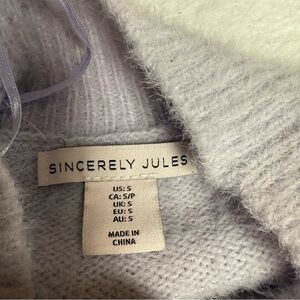 SINCERELY JULES
US: S
CA: S/P
UK: S
EU: S
AU: S
MADE IN
CHINA